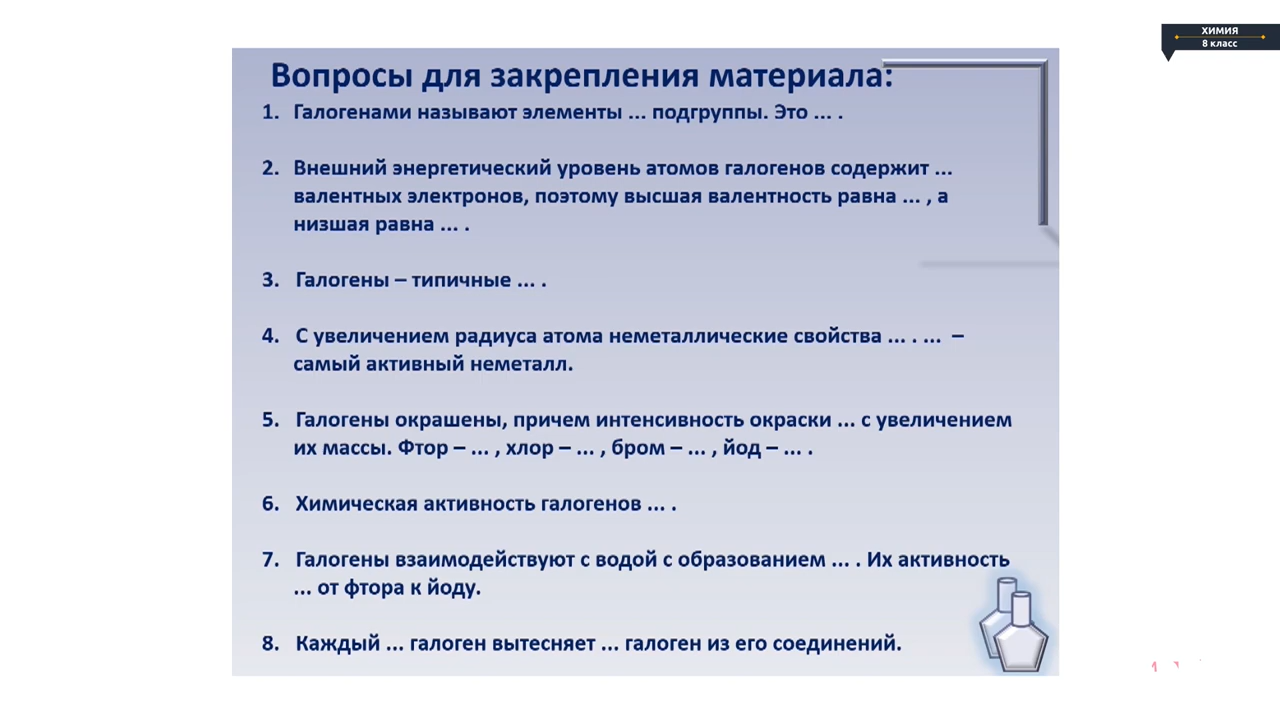 ХИМИЯ
8 класс
Вопросы для закрепления материала:
1. Галогенами называют элементы ... подгруппы. Это ... .
2. Внешний энергетический уровень атомов галогенов содержит ...
валентных электронов, поэтому высшая валентность равна ... , а
низшая равна ... .
3. Галогены – типичные ... .
4. С увеличением радиуса атома неметаллические свойства ... . ... –
самый активный неметалл.
5. Галогены окрашены, причем интенсивность окраски ... с увеличением
их массы. Фтор – ... , хлор – ... , бром – ... , йод – ... .
6. Химическая активность галогенов ... .
7. Галогены взаимодействуют с водой с образованием ... . Их активность
... от фтора к йоду.
8. Каждый ... галоген вытесняет ... галоген из его соединений.